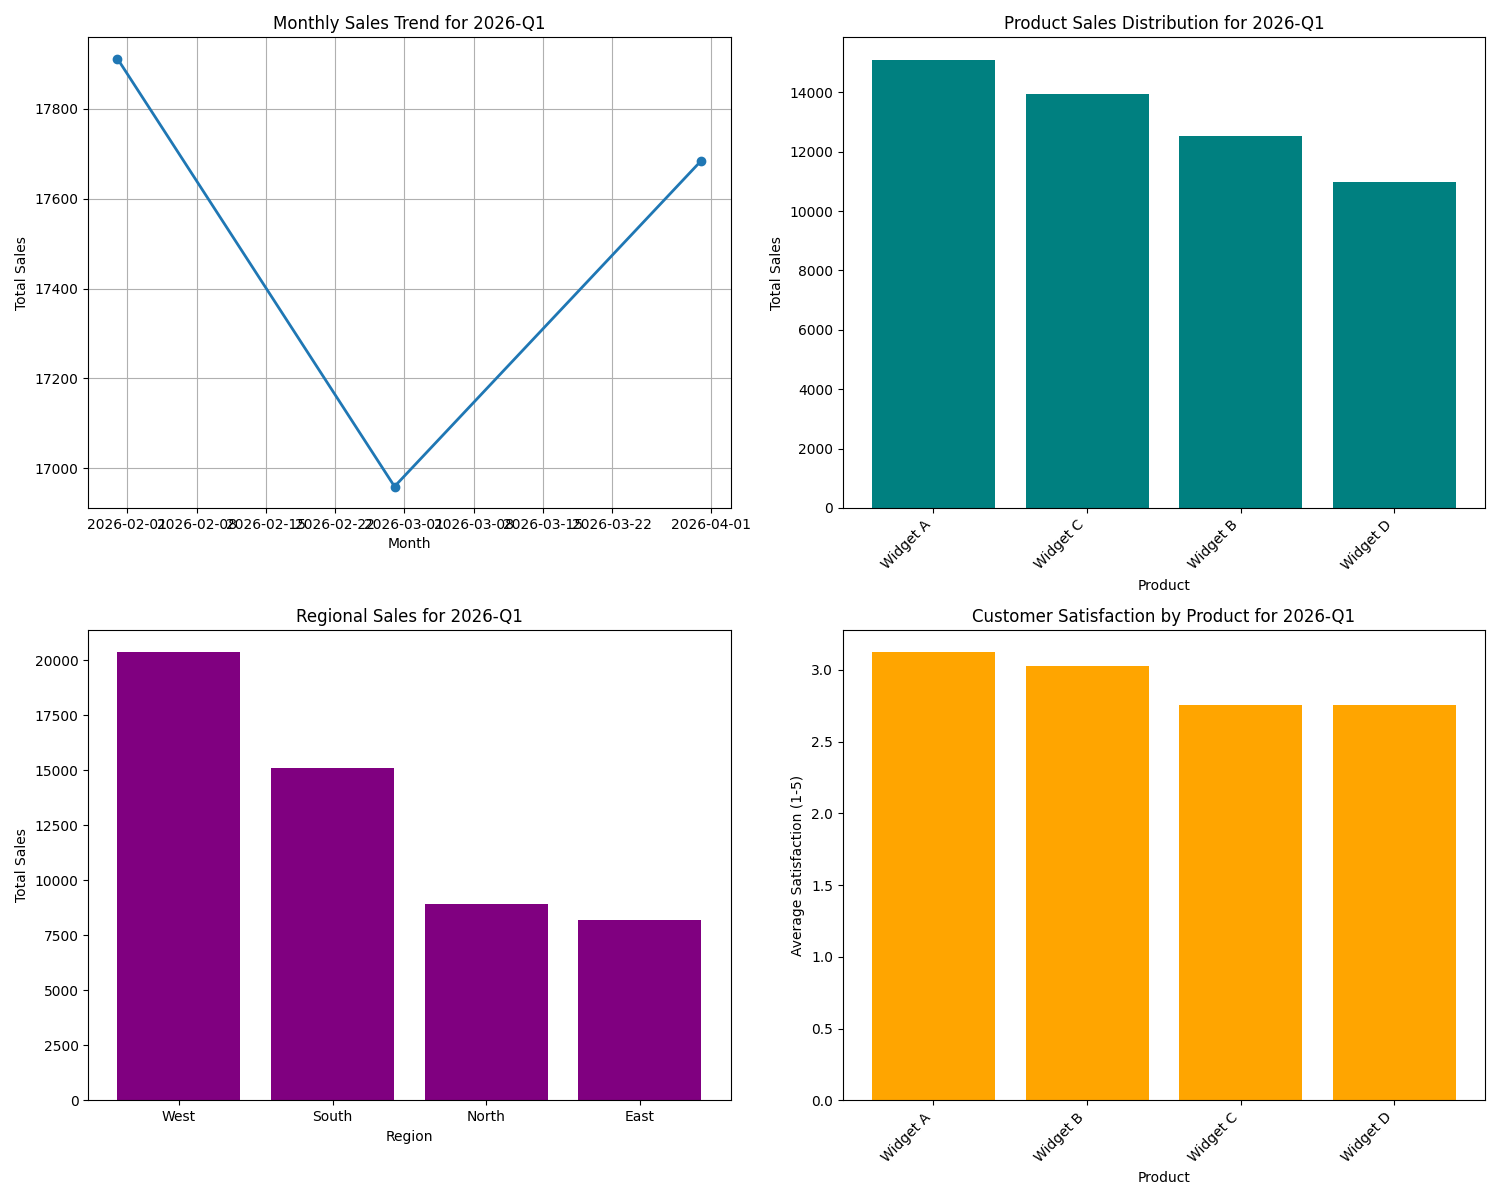 Monthly Sales Trend for 2026-Q1
Total Sales
17800
17600
17400
17200
17000
2026-02-01 2026-02-08 2026-02-15 2026-02-22 2026-03-01 2026-03-08 2026-03-15 2026-03-22 2026-04-01
Month
Product Sales Distribution for 2026-Q1
Total Sales
14000
12000
10000
8000
6000
4000
2000
0
Widget A Widget C Widget B Widget D
Product
Regional Sales for 2026-Q1
Total Sales
20000
17500
15000
12500
10000
7500
5000
2500
0
West South North East
Region
Customer Satisfaction by Product for 2026-Q1
Average Satisfaction (1-5)
3.0
2.5
2.0
1.5
1.0
0.5
0.0
Widget A Widget B Widget C Widget D
Product